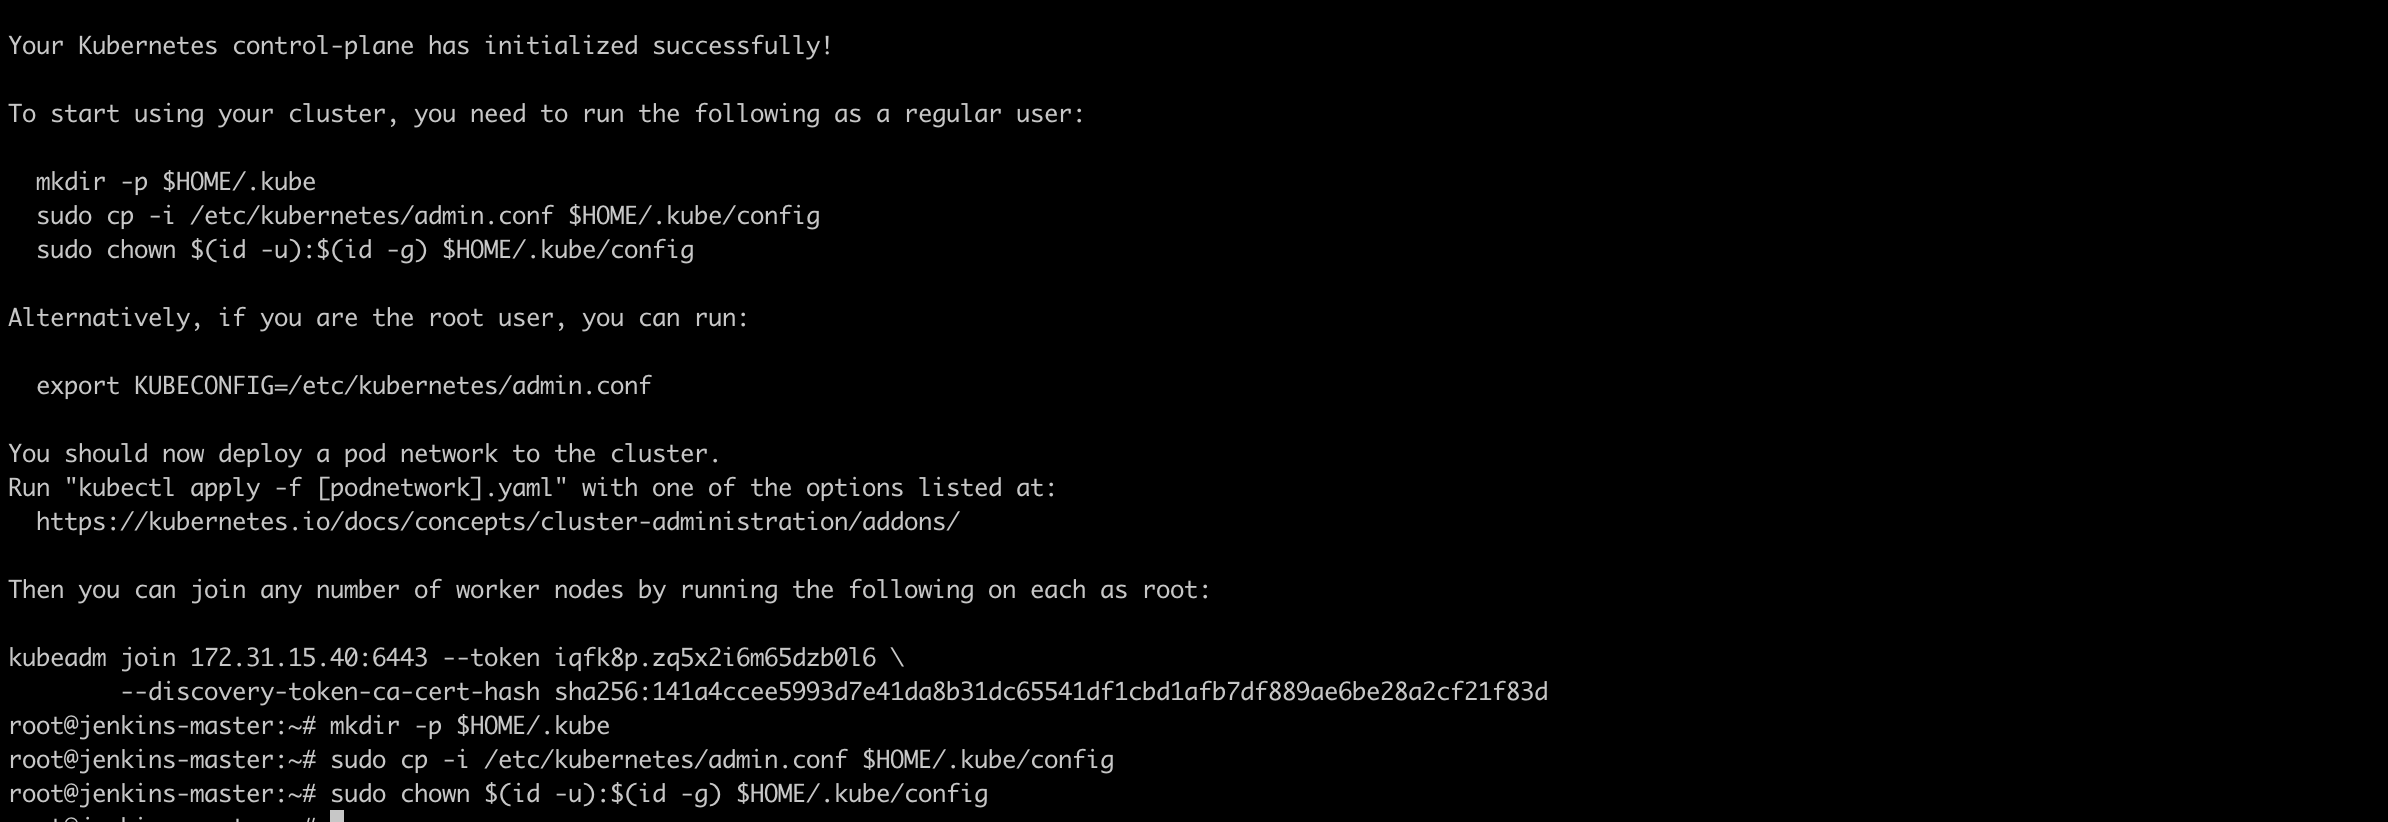 Your Kubernetes control-plane has initialized successfully!
To start using your cluster, you need to run the following as a regular user:
mkdir -p $HOME/.kube
sudo cp -i /etc/kubernetes/admin.conf $HOME/.kube/config
sudo chown $(id -u):$(id -g) $HOME/.kube/config
Alternatively, if you are the root user, you can run:
export KUBECONFIG=/etc/kubernetes/admin.conf
You should now deploy a pod network to the cluster.
Run "kubectl apply -f [podnetwork].yaml" with one of the options listed at:
https://kubernetes.io/docs/concepts/cluster-administration/addons/
Then you can join any number of worker nodes by running the following on each as root:
kubeadm join 172.31.15.40:6443 --token iqfk8p.zq5x2i6m65dzb0l6 \
--discovery-token-ca-cert-hash sha256:141a4ccee5993d7e41da8b31dc65541df1cbd1afb7df889ae6be28a2cf21f83d
root@jenkins-master:~# mkdir -p $HOME/.kube
root@jenkins-master:~# sudo cp -i /etc/kubernetes/admin.conf $HOME/.kube/config
root@jenkins-master:~# sudo chown $(id -u):$(id -g) $HOME/.kube/config
root@jenkins-master:~#